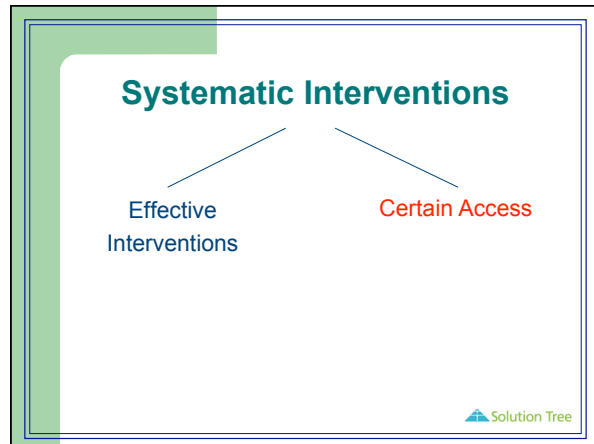 Systematic Interventions
Effective
Interventions
Certain Access
Solution Tree